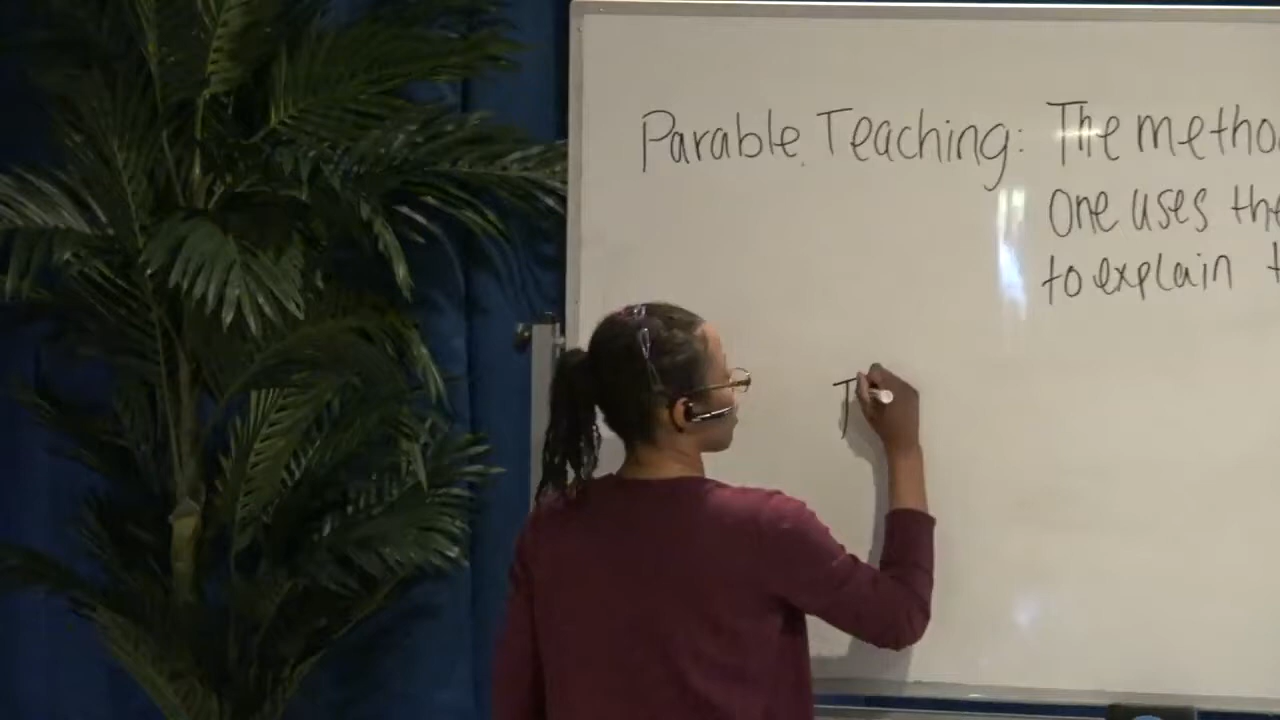 Parable Teaching: The metho
One uses the
to explain t
T